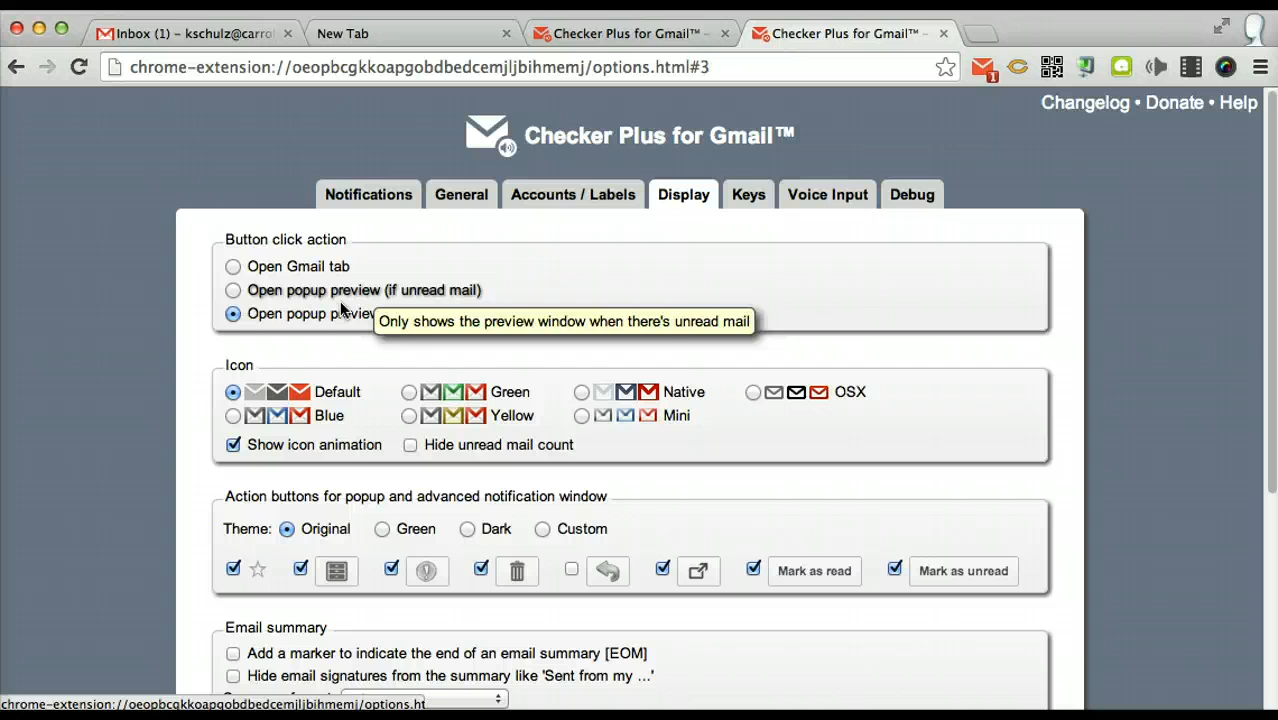 Inbox (1) - kschulz@carrol
New Tab
Checker Plus for Gmail™ -
Checker Plus for Gmail™ -
chrome-extension://oeopbcgkkoapgobdbedcemjljbihmemj/options.html#3
1
Changelog • Donate • Help
Checker Plus for Gmail™
Notifications
General
Accounts / Labels
Display
Keys
Voice Input
Debug
Button click action
Open Gmail tab
Open popup preview (if unread mail)
Open popup preview
Only shows the preview window when there's unread mail
Icon
Default
Green
Native
OSX
Blue
Yellow
Mini
Show icon animation
Hide unread mail count
Action buttons for popup and advanced notification window
Theme:
Original
Green
Dark
Custom
Mark as read
Mark as unread
Email summary
Add a marker to indicate the end of an email summary [EOM]
Hide email signatures from the summary like 'Sent from my ...'
chrome-extension://oeopbcgkkoapgobdbedcemjljbihmemj/options.ht